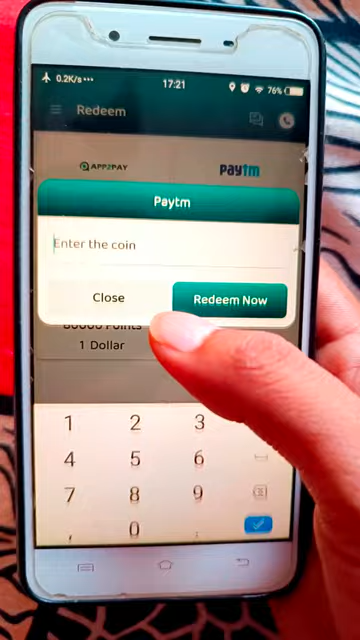 0.2K/s
17:21
76%
Redeem
APP2PAY
Paytm
Paytm
Enter the coin
Close
Redeem Now
80000 Points
1 Dollar
1 2 3
4 5 6
7 8 9
, 0 .